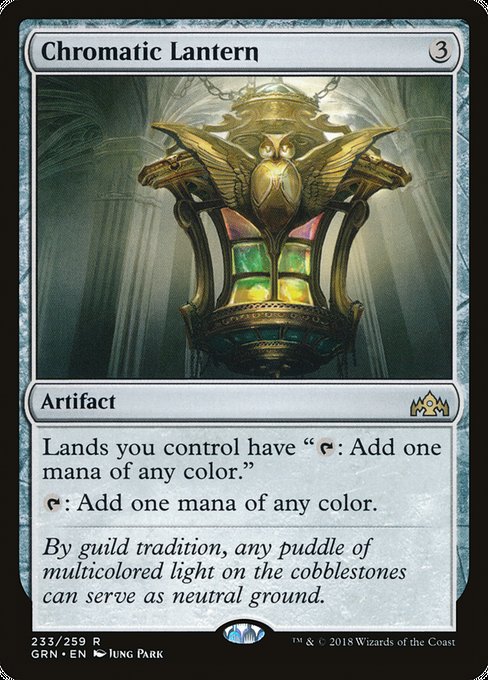 Chromatic Lantern 3
Artifact
Lands you control have “: Add one
mana of any color.”
: Add one mana of any color.
By guild tradition, any puddle of
multicolored light on the cobblestones
can serve as neutral ground.
233/259 R
GRN • EN Jung Park
™ & © 2018 Wizards of the Coast